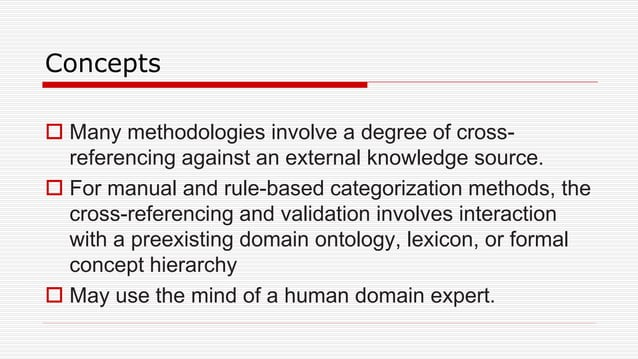 Concepts
Many methodologies involve a degree of cross-
referencing against an external knowledge source.
For manual and rule-based categorization methods, the
cross-referencing and validation involves interaction
with a preexisting domain ontology, lexicon, or formal
concept hierarchy
May use the mind of a human domain expert.